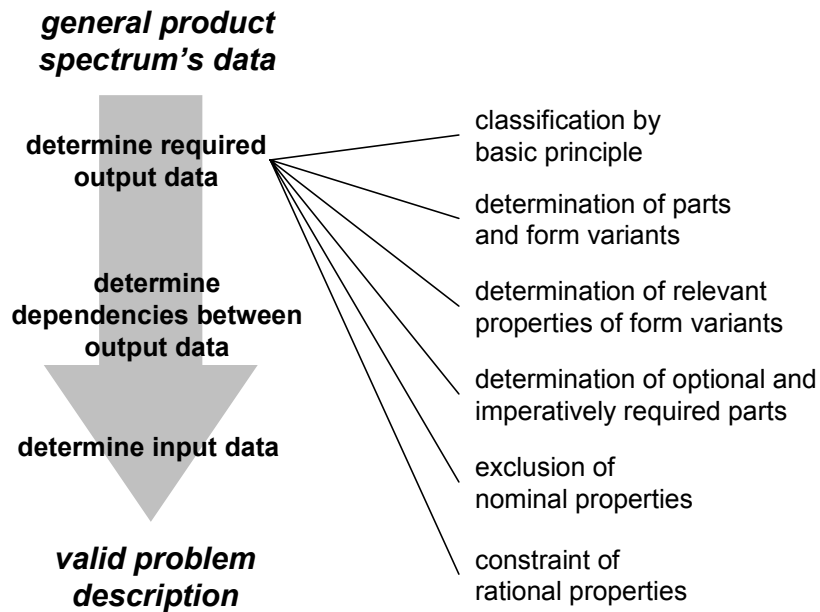 general product
spectrum's data
determine required
output data
determine
dependencies between
output data
determine input data
valid problem
description
classification by
basic principle
determination of parts
and form variants
determination of relevant
properties of form variants
determination of optional and
imperatively required parts
exclusion of
nominal properties
constraint of
rational properties